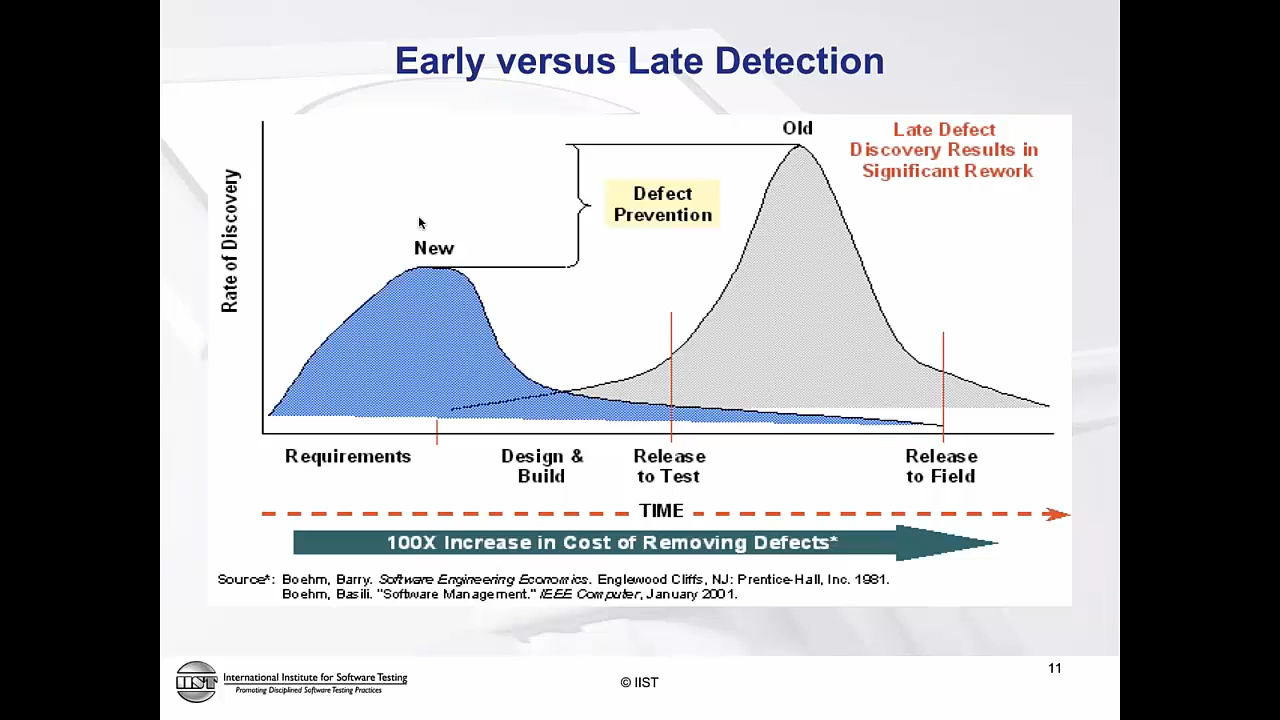 Early versus Late Detection
Old
Late Defect
Discovery Results in
Significant Rework
Defect
Prevention
New
Rate of Discovery
Requirements
Design &
Build
Release
to Test
Release
to Field
TIME
100X Increase in Cost of Removing Defects*
Source*: Boehm, Barry. Software Engineering Economics. Englewood Cliffs, NJ: Prentice-Hall, Inc. 1981.
Boehm, Basili. "Software Management." IEEE Computer, January 2001.
IIST
International Institute for Software Testing
Promoting Disciplined Software Testing Practices
© IIST
11